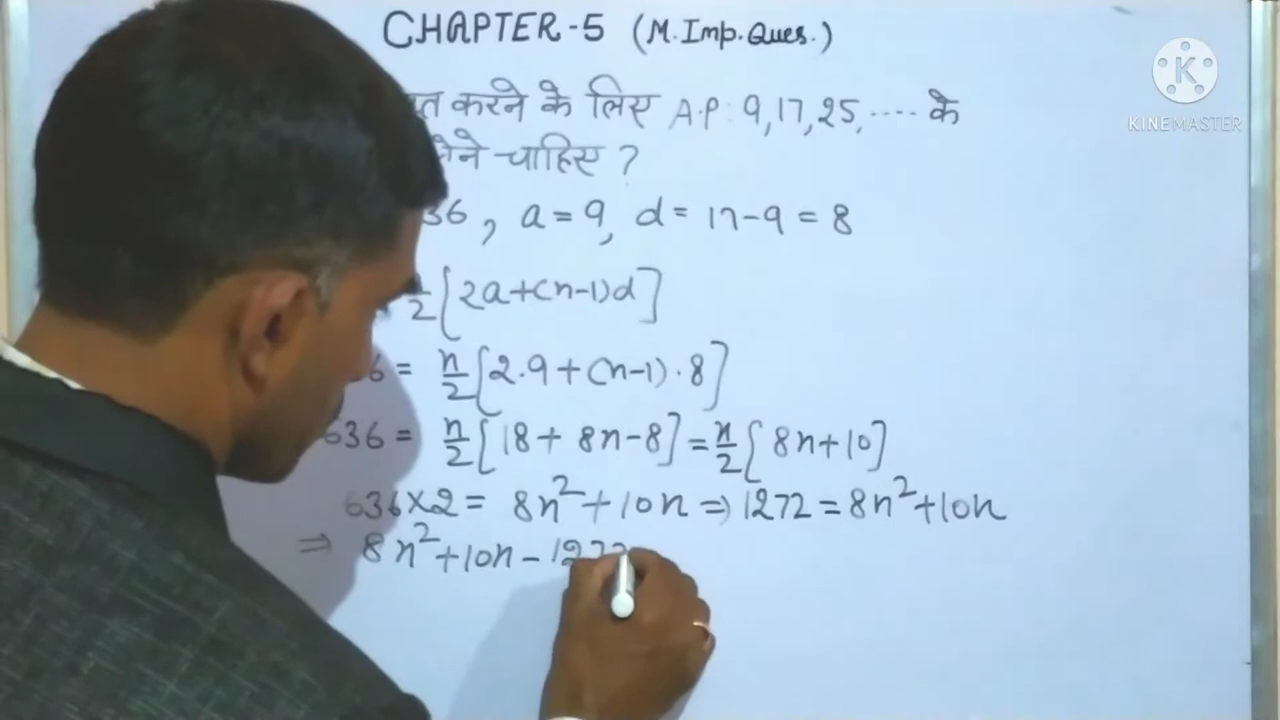 CHAPTER-5 (M.Imp.Ques.)
करने के लिए A.P: 9,17,25,.... के
चाहिए ?
36, a=9, d= 17-9 = 8
2[2a+(n-1)d]
6 = n/2[2.9+(n-1).8]
636 = n/2[18+ 8n-8] = n/2[8n+10]
636×2= 8n²+10n ⇒ 1272=8n²+10n
⇒ 8n²+10n-127
KINEMASTER